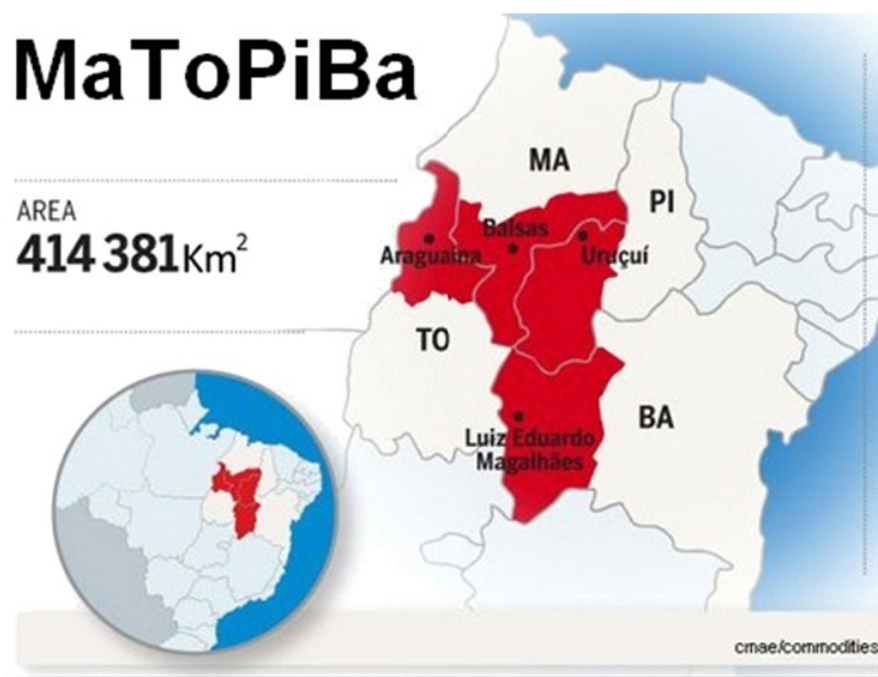 MaToPiBa
AREA
414 381Km²
MA
PI
Balsas
Araguaína
Uruçuí
TO
BA
Luiz Eduardo
Magalhães
cmae/commodities